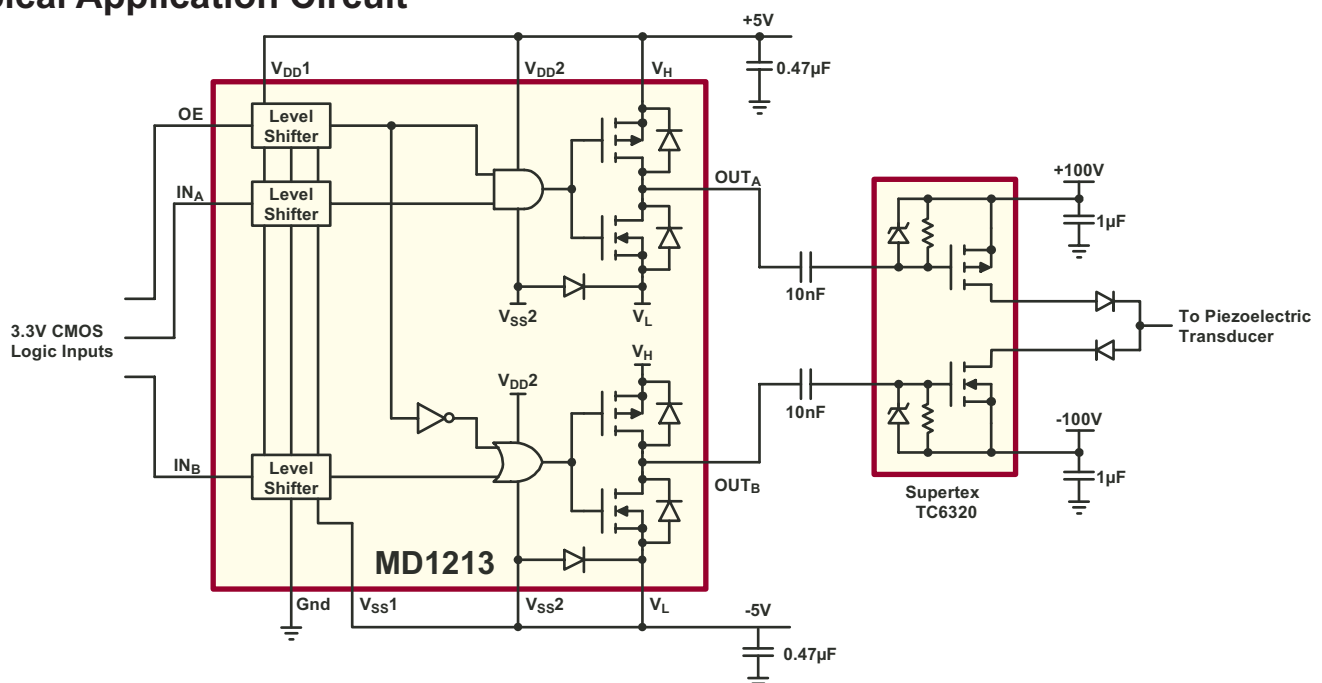 ical Application Circuit
+5V
0.47µF
VDD1
VDD2
VH
OE
Level
Shifter
INA
Level
Shifter
OUTA
+100V
1µF
10nF
VSS2
VL
3.3V CMOS
Logic Inputs
To Piezoelectric
Transducer
VH
VDD2
10nF
-100V
INB
Level
Shifter
OUTB
1µF
Supertex
TC6320
MD1213
Gnd
VSS1
VSS2
VL
-5V
0.47µF